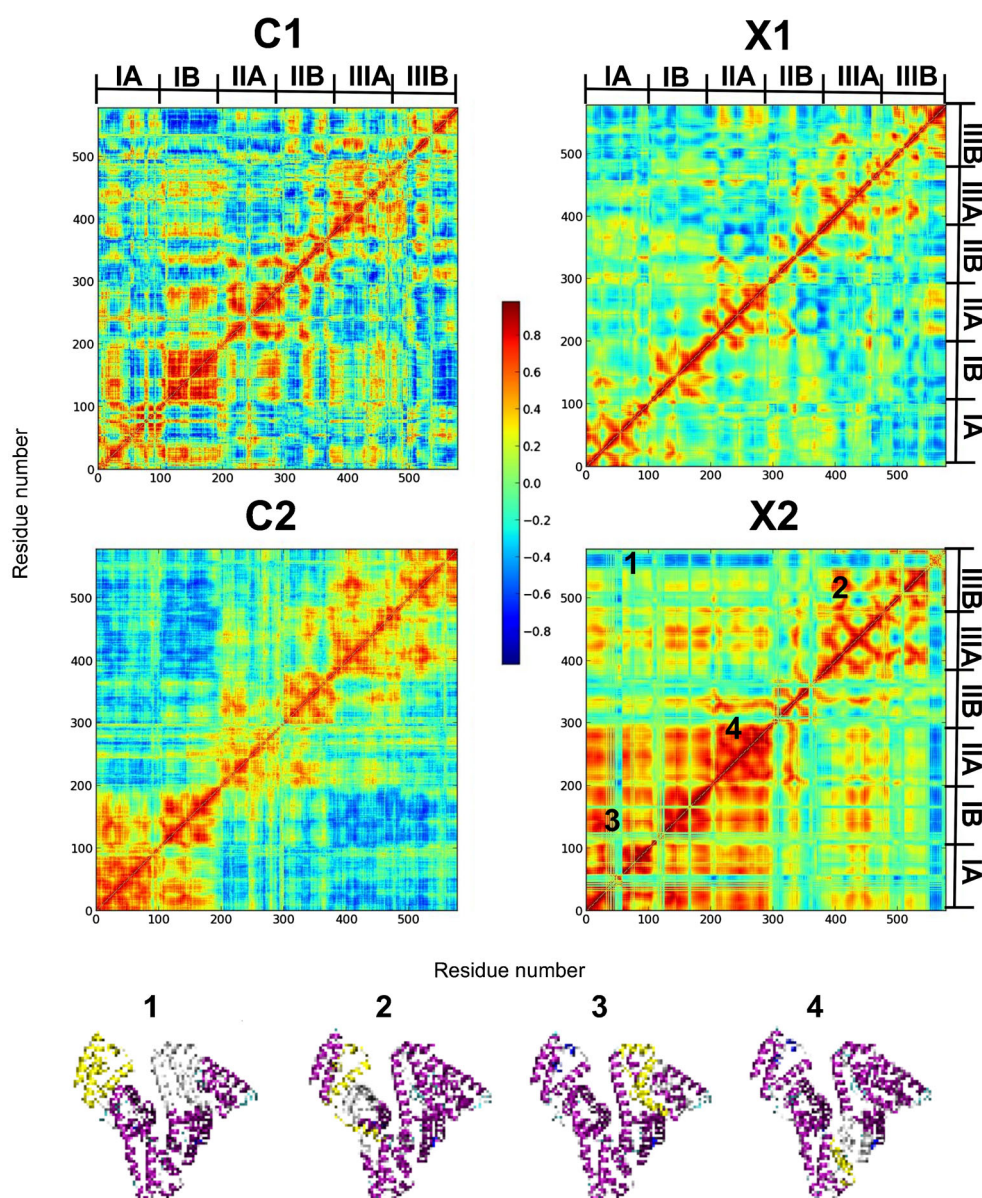 C1
X1
IA IB IIA IIB IIIA IIIB
IA IB IIA IIB IIIA IIIB
500
400
300
200
100
0
0 100 200 300 400 500
500
400
300
200
100
0
0 100 200 300 400 500
IIIB
IIIA
IIB
IIA
IB
IA
0.8
0.6
0.4
0.2
0.0
−0.2
−0.4
−0.6
−0.8
Residue number
C2
X2
500
400
300
200
100
0
0 100 200 300 400 500
500
400
300
200
100
0
0 100 200 300 400 500
1
2
4
3
IIIB
IIIA
IIB
IIA
IB
IA
Residue number
1 2 3 4